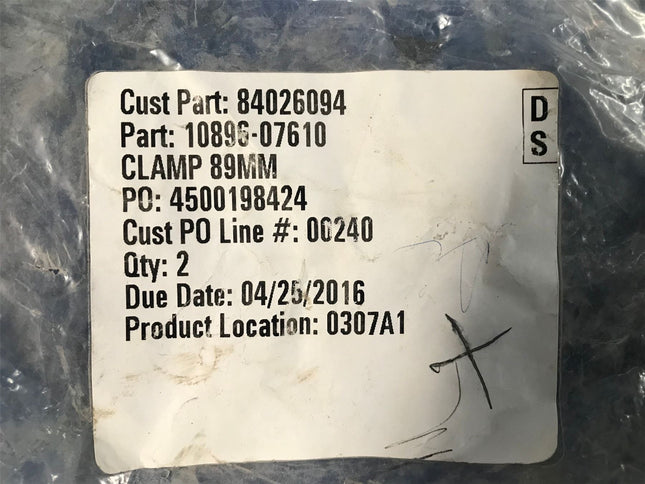 Cust Part: 84026094
Part: 10896-07610
CLAMP 89MM
PO: 4500198424
Cust PO Line #: 00240
Qty: 2
Due Date: 04/25/2016
Product Location: 0307A1
D
S